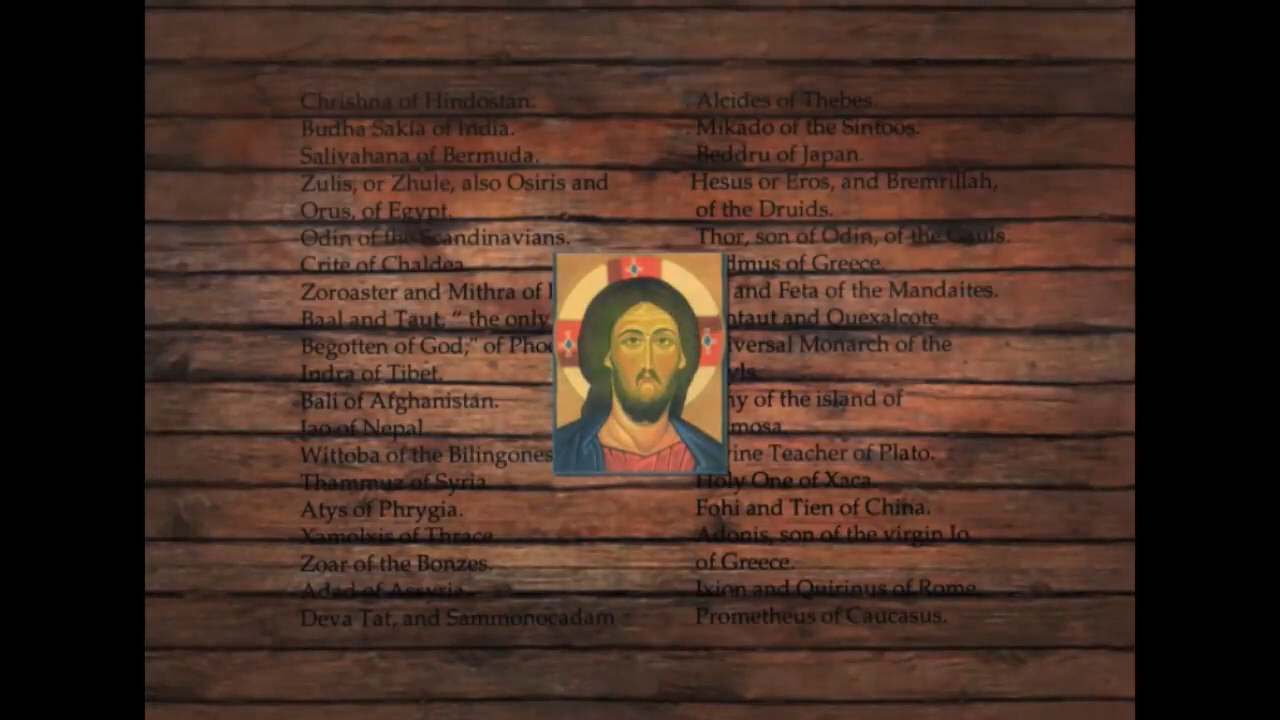 Chrishna of Hindostan.
Budha Sakia of India.
Salivahana of Bermuda.
Zulis, or Zhule, also Osiris and
Orus, of Egypt.
Odin of the Scandinavians.
Crite of Chaldea.
Zoroaster and Mithra of
Baal and Taut, “ the only
Begotten of God,” of
Indra of Tibet.
Bali of Afghanistan.
Jao of Nepal
Wittoba of the Bilingones
Thammuz of Syria.
Atys of Phrygia.
Xamolxis of Thrace.
Zoar of the Bonzes.
Adad of Assyria.
Deva Tat, and Sammonocadam
Alcides of Thebes.
Mikado of the Sintoos.
Beddru of Japan.
Hesus or Eros, and Bremrillah,
of the Druids.
Thor, son of Odin, of the Gauls.
of Greece.
and Feta of the Mandaites.
and Quexalcote
Monarch of the
of the island of
Teacher of Plato.
Holy One of Xaca.
Fohi and Tien of China.
Adonis, son of the virgin Io
of Greece.
Ixion and Quirinus of Rome.
Prometheus of Caucasus.